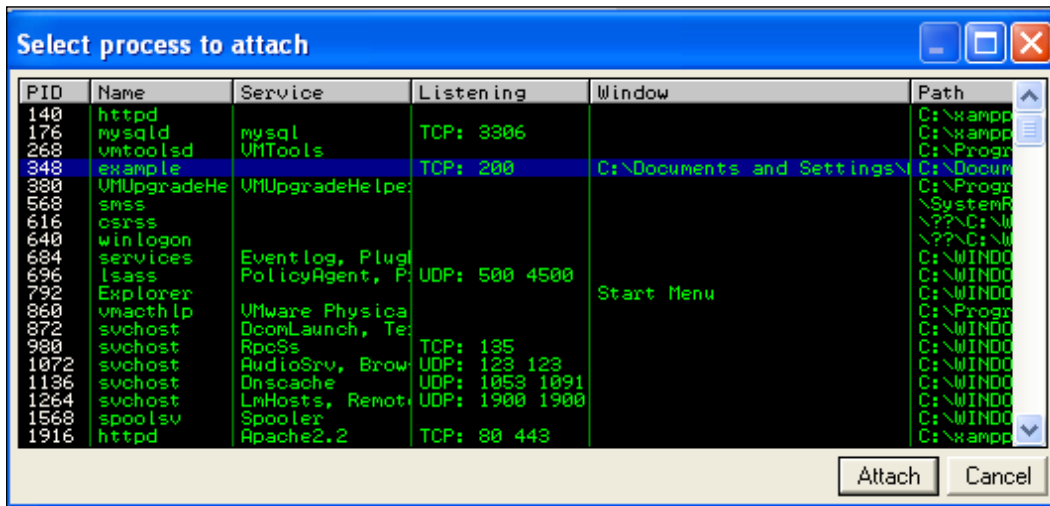 Select process to attach
PID Name Service Listening Window Path
140 httpd C:\xampp
176 mysqld mysql TCP: 3306 C:\xampp
268 vmtoolsd VMTools C:\Progr
348 example TCP: 200 C:\Documents and Settings\ C:\Docum
380 VMUpgradeHe VMUpgradeHelpe C:\Progr
568 smss \SystemR
616 csrss \??\C:\W
640 winlogon \??\C:\W
684 services Eventlog, Plug C:\WINDO
696 lsass PolicyAgent, P UDP: 500 4500 C:\WINDO
792 Explorer Start Menu C:\WINDO
860 vmacthlp VMware Physica C:\Progr
872 svchost DcomLaunch, Te C:\WINDO
980 svchost RpcSs TCP: 135 C:\WINDO
1072 svchost AudioSrv, Brow UDP: 123 123 C:\WINDO
1136 svchost Dnscache UDP: 1053 1091 C:\WINDO
1264 svchost LmHosts, Remot UDP: 1900 1900 C:\WINDO
1568 spoolsv Spooler C:\WINDO
1916 httpd Apache2.2 TCP: 80 443 C:\xampp
Attach Cancel